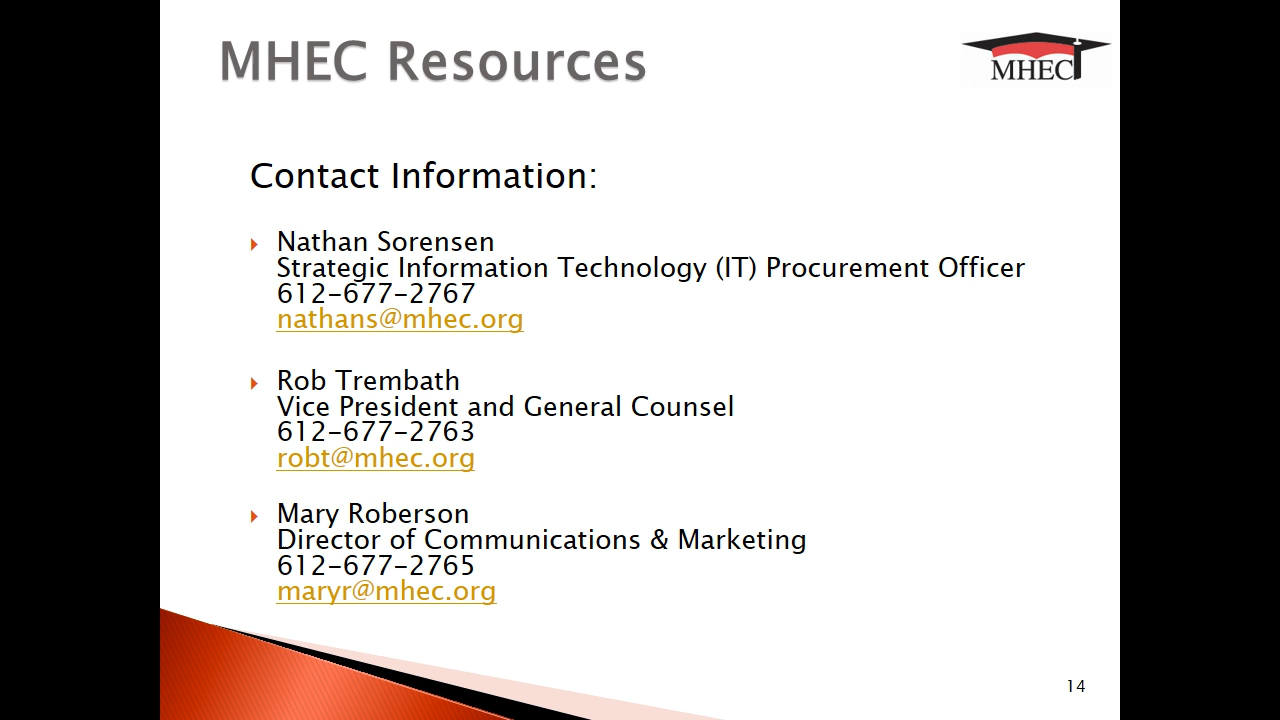 MHEC Resources
MHEC
Contact Information:
Nathan Sorensen
Strategic Information Technology (IT) Procurement Officer
612-677-2767
nathans@mhec.org
Rob Trembath
Vice President and General Counsel
612-677-2763
robt@mhec.org
Mary Roberson
Director of Communications & Marketing
612-677-2765
maryr@mhec.org
14